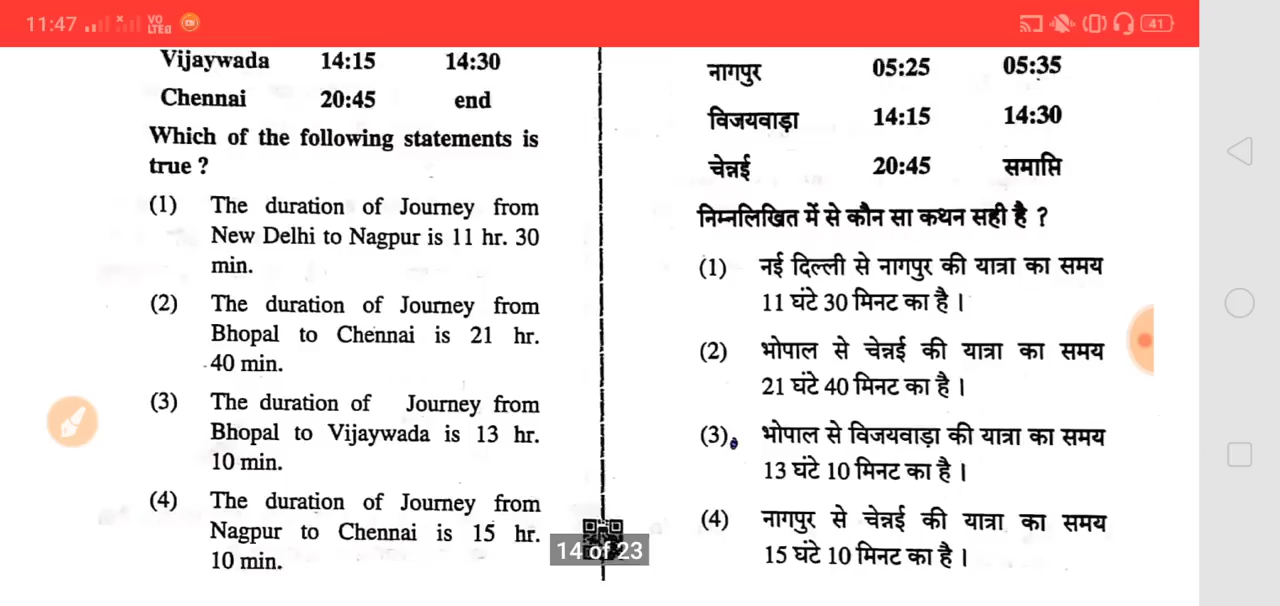 11:47 VO LTE 41
Vijaywada 14:15 14:30
Chennai 20:45 end
Which of the following statements is
true ?
(1) The duration of Journey from
New Delhi to Nagpur is 11 hr. 30
min.
(2) The duration of Journey from
Bhopal to Chennai is 21 hr.
40 min.
(3) The duration of Journey from
Bhopal to Vijaywada is 13 hr.
10 min.
(4) The duration of Journey from
Nagpur to Chennai is 15 hr.
10 min.
नागपुर 05:25 05:35
विजयवाड़ा 14:15 14:30
चेन्नई 20:45 समाप्ति
निम्नलिखित में से कौन सा कथन सही है ?
(1) नई दिल्ली से नागपुर की यात्रा का समय
11 घंटे 30 मिनट का है ।
(2) भोपाल से चेन्नई की यात्रा का समय
21 घंटे 40 मिनट का है ।
(3) भोपाल से विजयवाड़ा की यात्रा का समय
13 घंटे 10 मिनट का है ।
(4) नागपुर से चेन्नई की यात्रा का समय
15 घंटे 10 मिनट का है ।
14 of 23